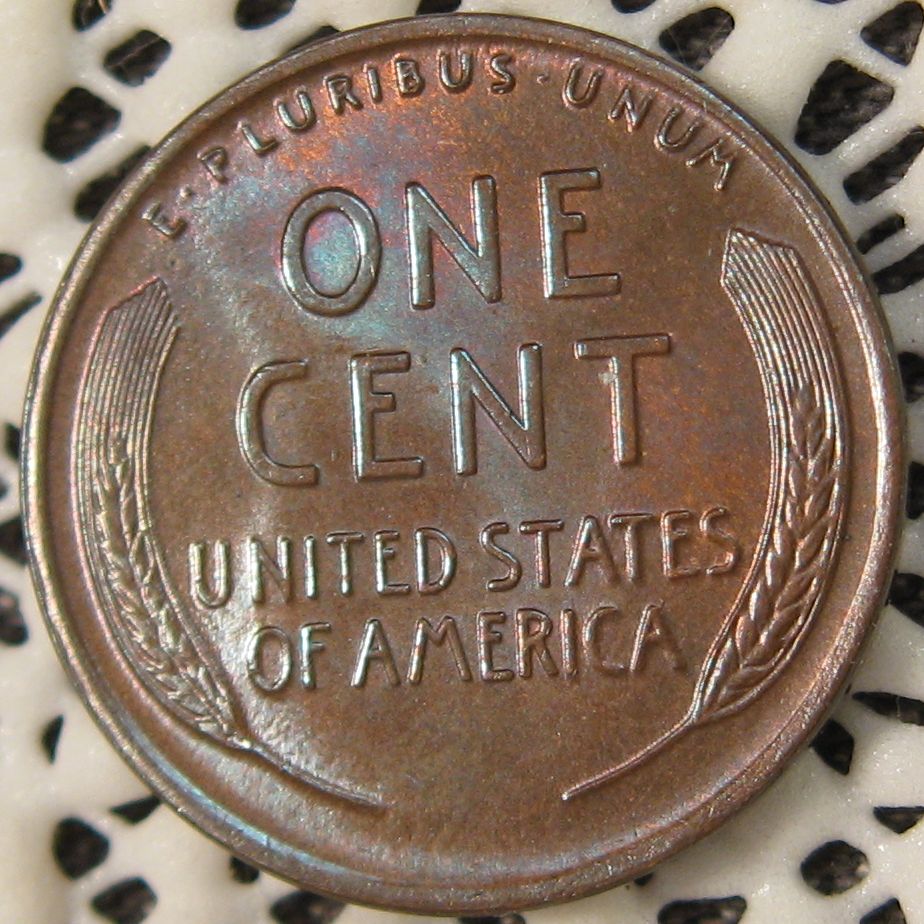 E·PLURIBUS·UNUM
ONE
CENT
UNITED STATES
OF AMERICA